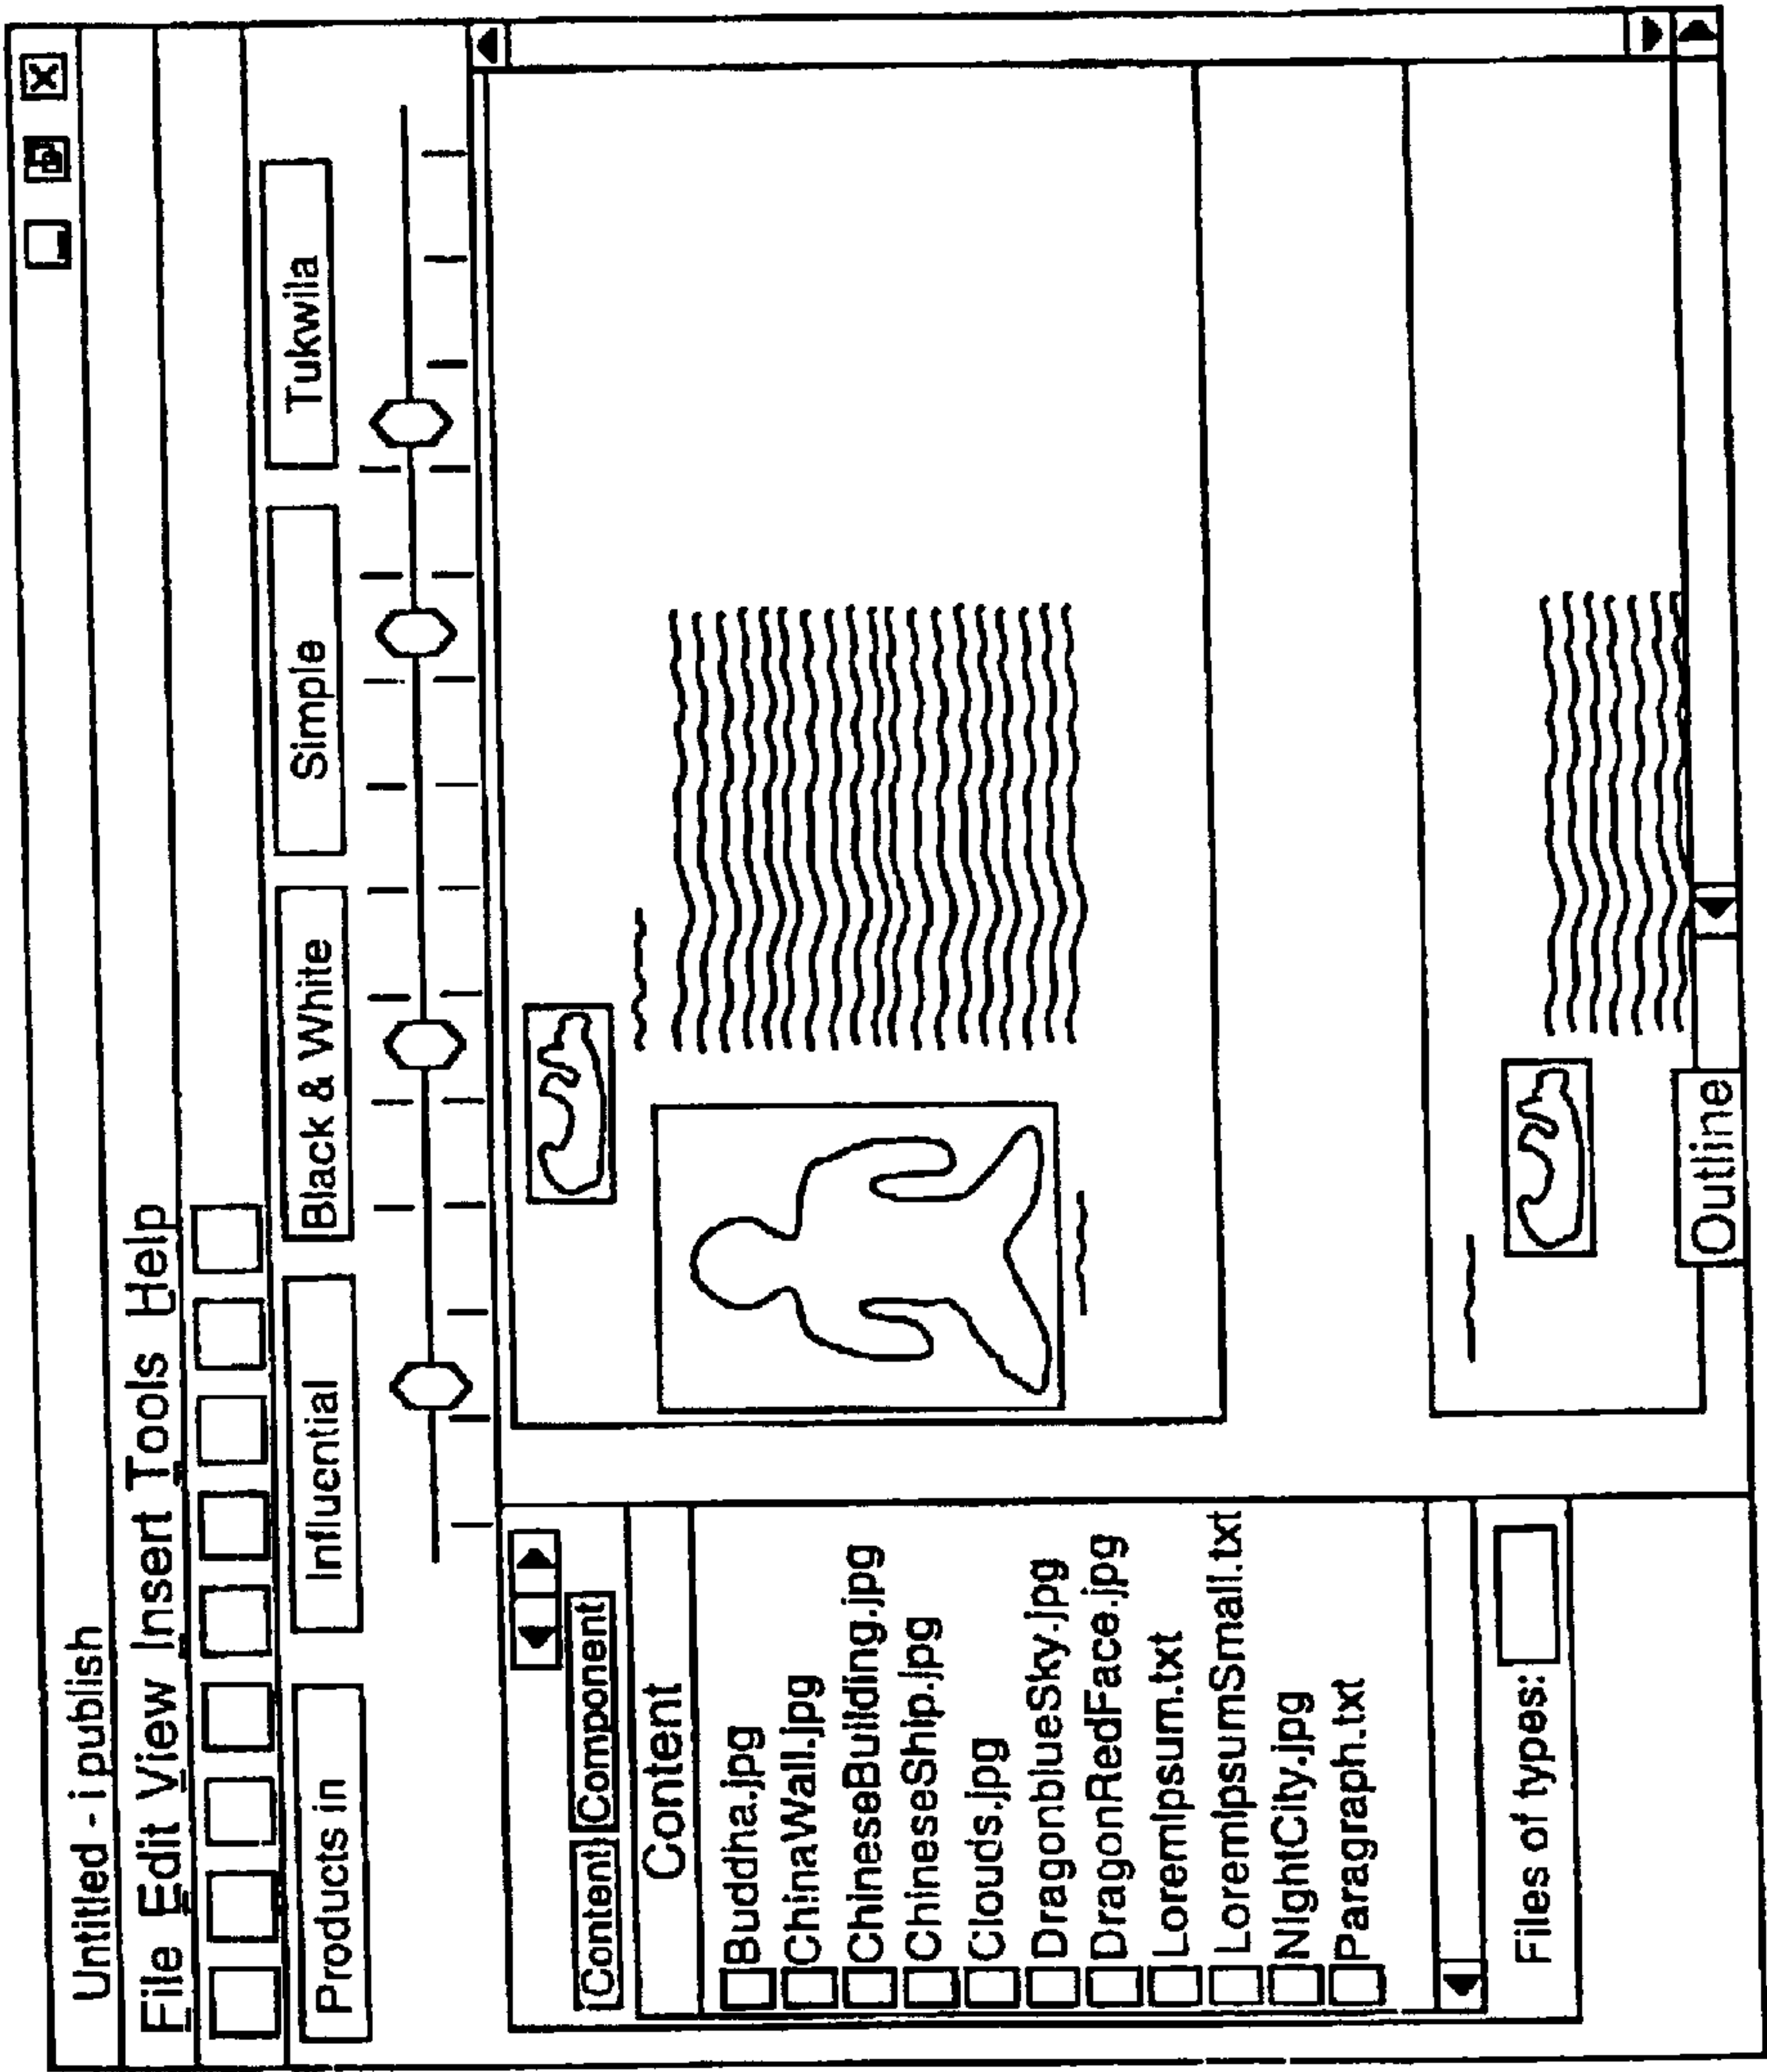 Untitled - i publish
File Edit View Insert Tools Help
Products in Influential Black & White Simple Tukwila
Content Component
Content
Buddha.jpg
ChinaWall.jpg
ChineseBuilding.jpg
ChineseShip.jpg
Clouds.jpg
DragonblueSky.jpg
DragonRedFace.jpg
LoremIpsum.txt
LoremIpsumSmall.txt
NightCity.jpg
Paragraph.txt
Files of types:
Outline